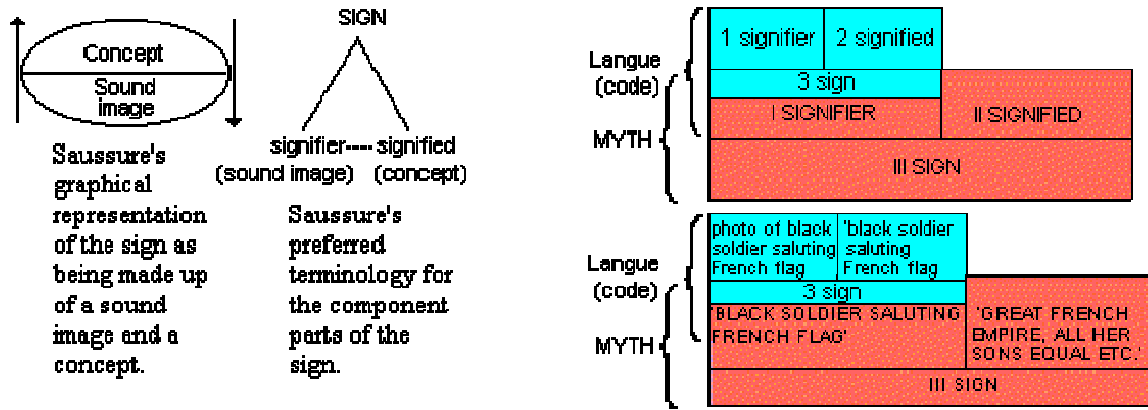 Concept
Sound
image
Saussure's
graphical
representation
of the sign as
being made up
of a sound
image and a
concept.
SIGN
signifier---- signified
(sound image) (concept)
Saussure's
preferred
terminology for
the component
parts of the
sign.
Langue
(code)
MYTH
1 signifier
2 signified
3 sign
I SIGNIFIER
II SIGNIFIED
III SIGN
Langue
(code)
MYTH
photo of black
soldier saluting
French flag
'black soldier
saluting
French flag
3 sign
'BLACK SOLDIER SALUTING
FRENCH FLAG'
'GREAT FRENCH
EMPIRE, ALL HER
SONS EQUAL ETC.'
III SIGN